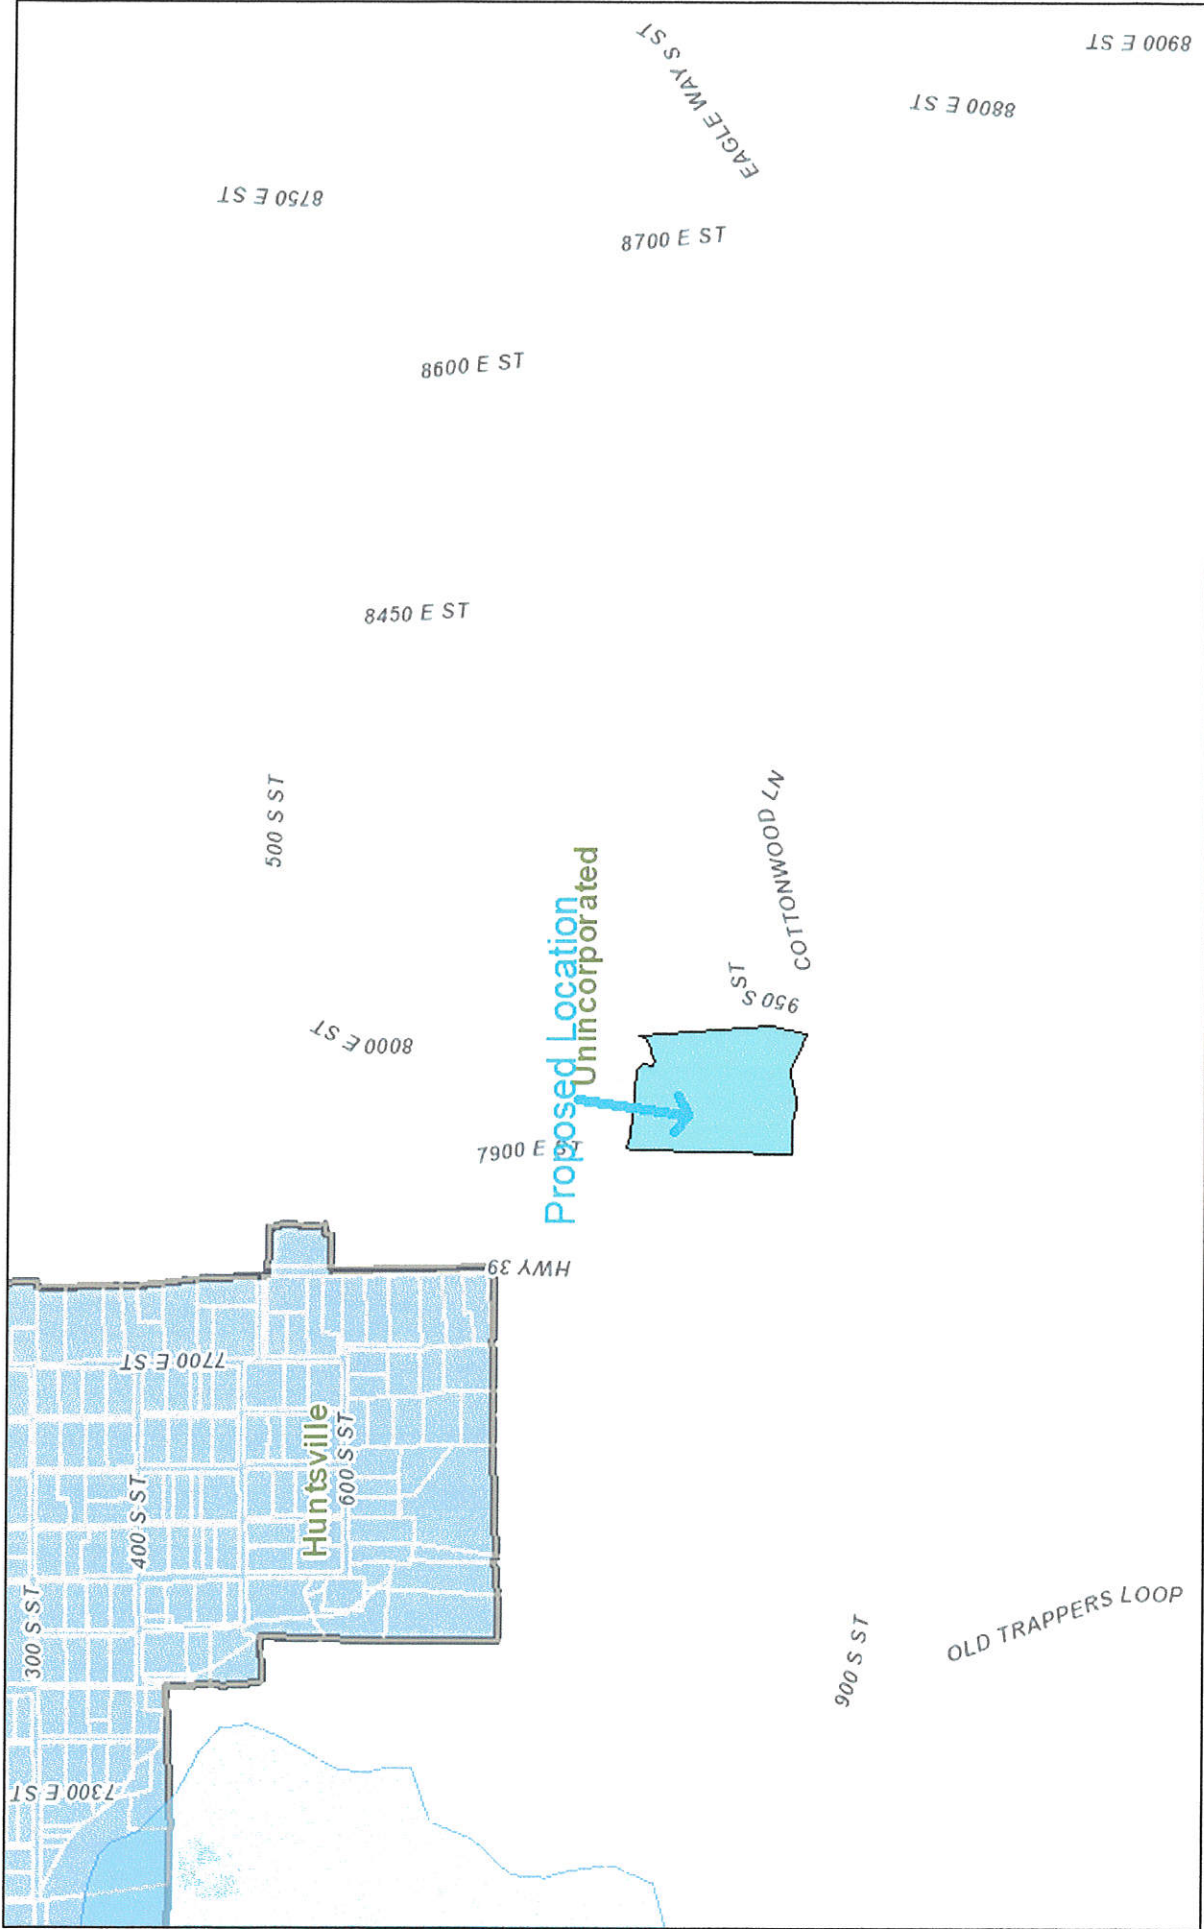 8900 E ST
EAGLE WAY S ST
8800 E ST
8750 E ST
8700 E ST
8600 E ST
8450 E ST
500 S ST
COTTONWOOD LN
Proposed Location
Unincorporated
950 S ST
8000 E ST
7900 E ST
HWY 39
7700 E ST
Huntsville
600 S ST
400 S ST
300 S ST
900 S ST
OLD TRAPPERS LOOP
7300 E ST